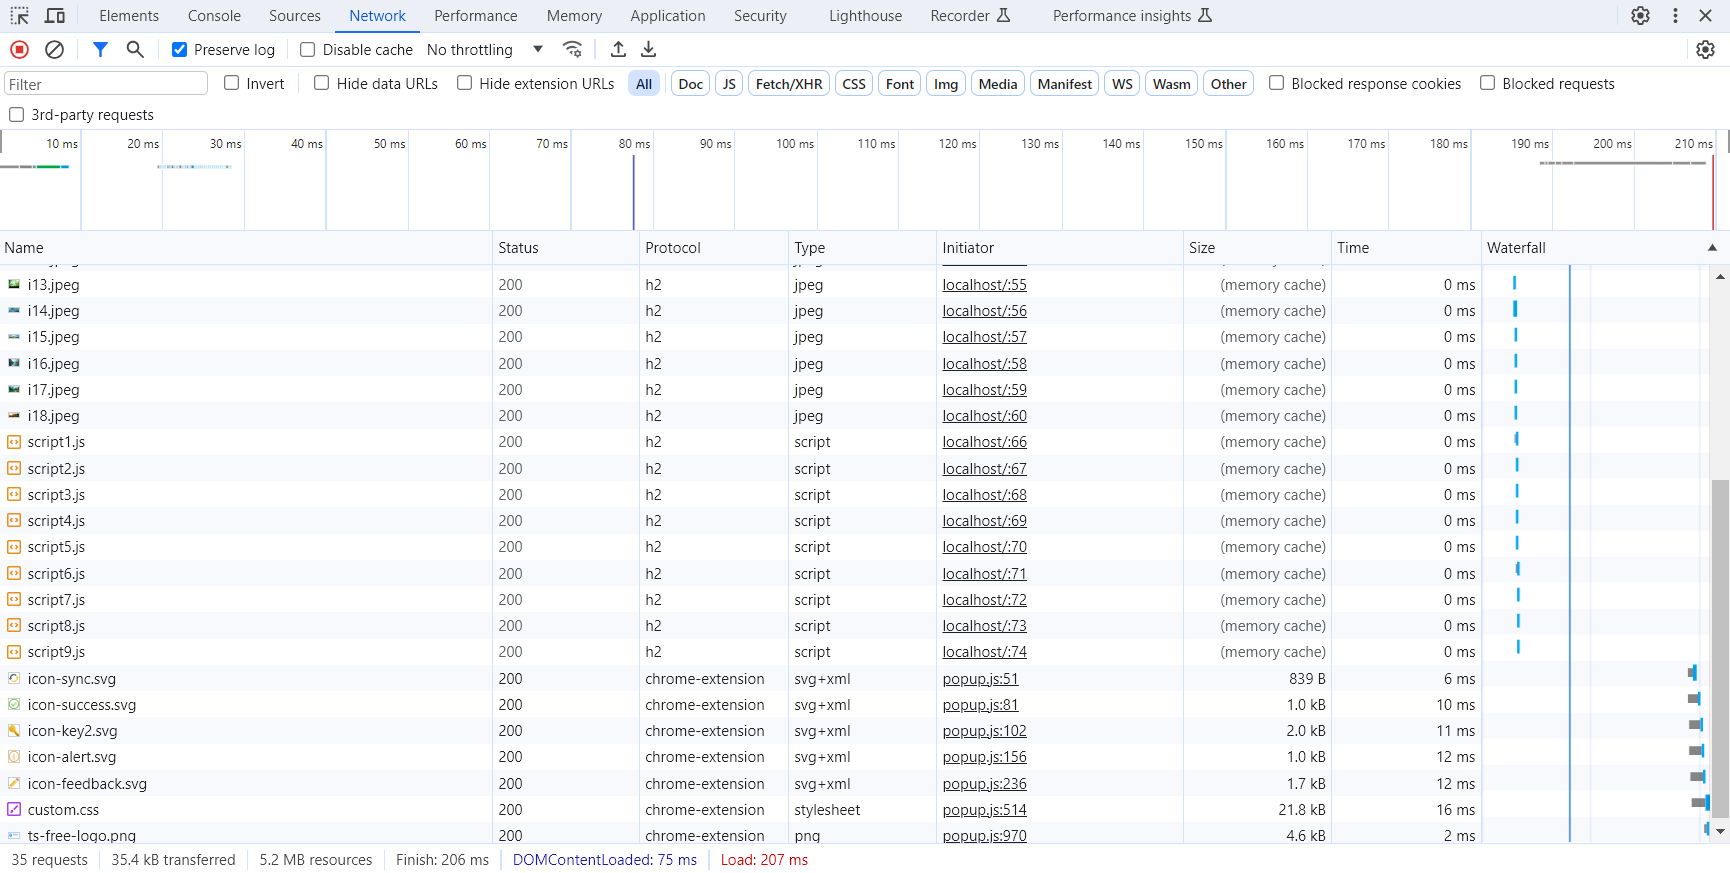 Elements Console Sources Network Performance Memory Application Security Lighthouse Recorder Performance insights
Preserve log Disable cache No throttling
Filter Invert Hide data URLs Hide extension URLs All Doc JS Fetch/XHR CSS Font Img Media Manifest WS Wasm Other Blocked response cookies Blocked requests
3rd-party requests
10 ms 20 ms 30 ms 40 ms 50 ms 60 ms 70 ms 80 ms 90 ms 100 ms 110 ms 120 ms 130 ms 140 ms 150 ms 160 ms 170 ms 180 ms 190 ms 200 ms 210 ms
Name Status Protocol Type Initiator Size Time Waterfall
i13.jpeg 200 h2 jpeg localhost/:55 (memory cache) 0 ms
i14.jpeg 200 h2 jpeg localhost/:56 (memory cache) 0 ms
i15.jpeg 200 h2 jpeg localhost/:57 (memory cache) 0 ms
i16.jpeg 200 h2 jpeg localhost/:58 (memory cache) 0 ms
i17.jpeg 200 h2 jpeg localhost/:59 (memory cache) 0 ms
i18.jpeg 200 h2 jpeg localhost/:60 (memory cache) 0 ms
script1.js 200 h2 script localhost/:66 (memory cache) 0 ms
script2.js 200 h2 script localhost/:67 (memory cache) 0 ms
script3.js 200 h2 script localhost/:68 (memory cache) 0 ms
script4.js 200 h2 script localhost/:69 (memory cache) 0 ms
script5.js 200 h2 script localhost/:70 (memory cache) 0 ms
script6.js 200 h2 script localhost/:71 (memory cache) 0 ms
script7.js 200 h2 script localhost/:72 (memory cache) 0 ms
script8.js 200 h2 script localhost/:73 (memory cache) 0 ms
script9.js 200 h2 script localhost/:74 (memory cache) 0 ms
icon-sync.svg 200 chrome-extension svg+xml popup.js:51 839 B 6 ms
icon-success.svg 200 chrome-extension svg+xml popup.js:81 1.0 kB 10 ms
icon-key2.svg 200 chrome-extension svg+xml popup.js:102 2.0 kB 11 ms
icon-alert.svg 200 chrome-extension svg+xml popup.js:156 1.0 kB 12 ms
icon-feedback.svg 200 chrome-extension svg+xml popup.js:236 1.7 kB 12 ms
custom.css 200 chrome-extension stylesheet popup.js:514 21.8 kB 16 ms
ts-free-logo.png 200 chrome-extension png popup.js:970 4.6 kB 2 ms
35 requests 35.4 kB transferred 5.2 MB resources Finish: 206 ms DOMContentLoaded: 75 ms Load: 207 ms